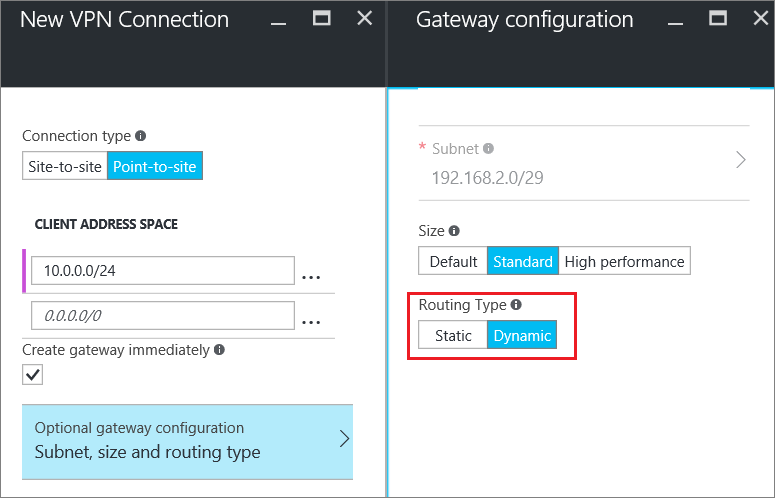 New VPN Connection
Connection type
Site-to-site Point-to-site
CLIENT ADDRESS SPACE
10.0.0.0/24
...
0.0.0.0/0
...
Create gateway immediately
Optional gateway configuration
Subnet, size and routing type
Gateway configuration
* Subnet
192.168.2.0/29
Size
Default Standard High performance
Routing Type
Static Dynamic